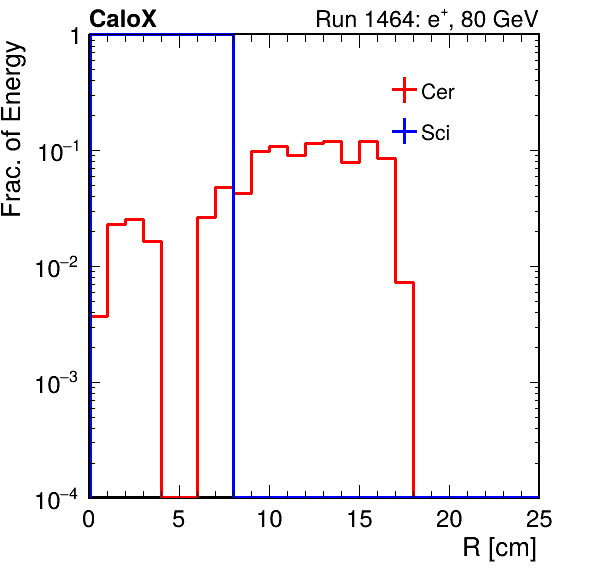 CaloX Run 1464: e⁺, 80 GeV
Frac. of Energy
1
10⁻¹
10⁻²
10⁻³
10⁻⁴
Cer
Sci
0 5 10 15 20 25
R [cm]